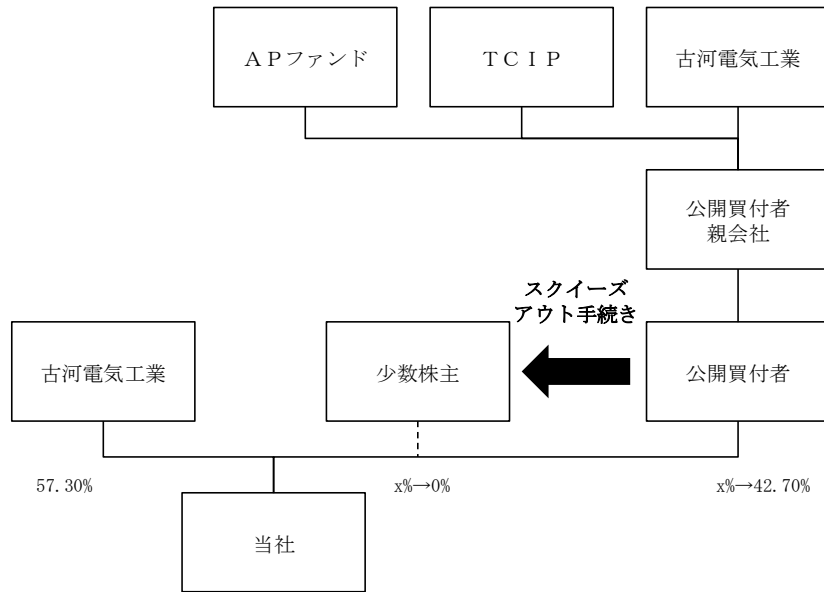 ＡＰファンド
ＴＣＩＰ
古河電気工業
公開買付者
親会社
スクイーズ
アウト手続き
古河電気工業
少数株主
公開買付者
57.30%
x%→0%
x%→42.70%
当社